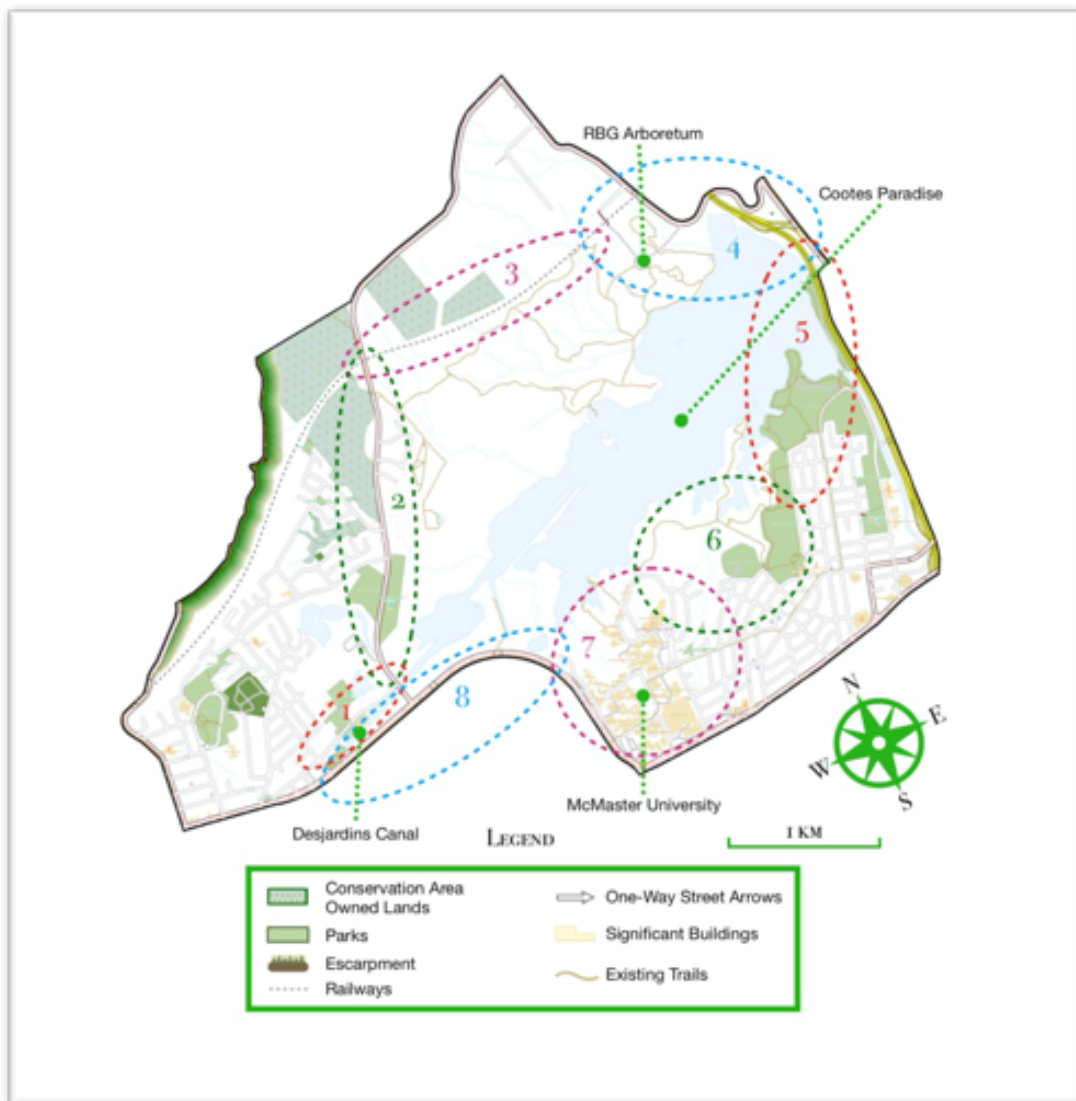 RBG Arboretum
Cootes Paradise
4
3
5
2
6
7
8
1
N
E
W
S
McMaster University
Desjardins Canal
LEGEND
1 KM
Conservation Area
Owned Lands
Parks
Escarpment
Railways
One-Way Street Arrows
Significant Buildings
Existing Trails